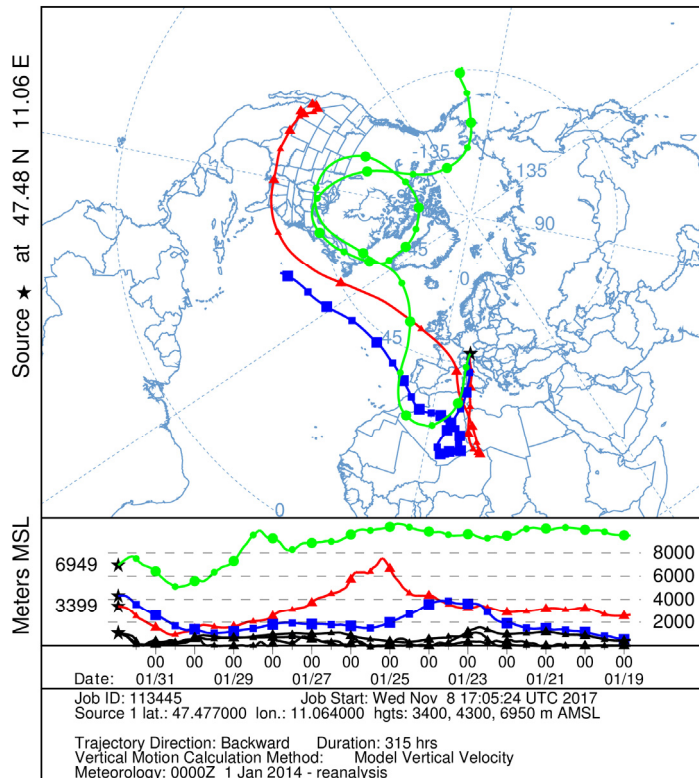 Source ★ at 47.48 N 11.06 E
135
135
90
45
45
0
45
0
Meters MSL
6949
3399
8000
6000
4000
2000
00 00 00 00 00 00 00 00 00 00 00 00 00
Date: 01/31 01/29 01/27 01/25 01/23 01/21 01/19
Job ID: 113445 Job Start: Wed Nov 8 17:05:24 UTC 2017
Source 1 lat.: 47.477000 lon.: 11.064000 hgts: 3400, 4300, 6950 m AMSL
Trajectory Direction: Backward Duration: 315 hrs
Vertical Motion Calculation Method: Model Vertical Velocity
Meteorology: 0000Z 1 Jan 2014 - reanalysis